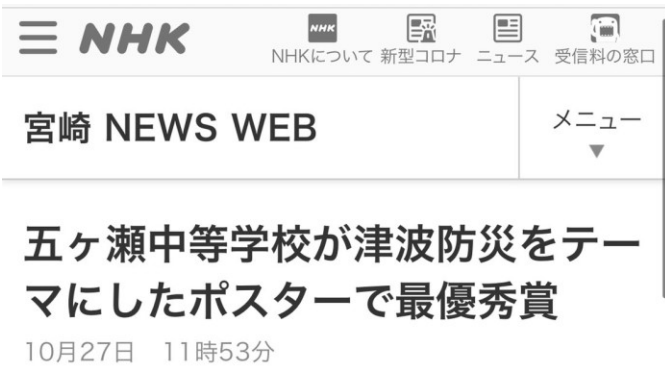 NHK
NHK
NHKについて 新型コロナ ニュース 受信料の窓口
宮崎 NEWS WEB
メニュー
▼
五ヶ瀬中等学校が津波防災をテー
マにしたポスターで最優秀賞
10月27日 11時53分